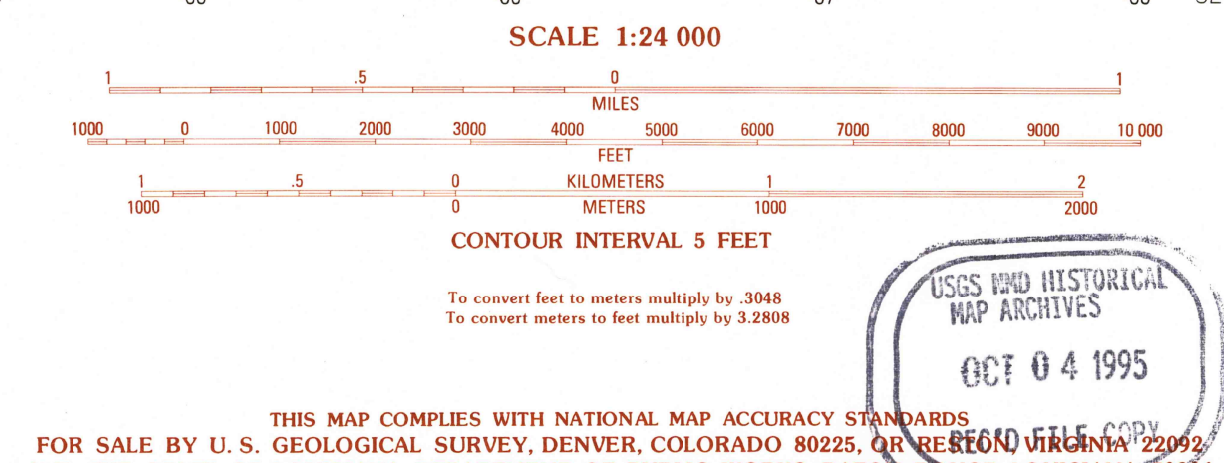 SCALE 1:24 000
1 .5 0 1
MILES
1000 0 1000 2000 3000 4000 5000 6000 7000 8000 9000 10 000
FEET
1 .5 0 KILOMETERS 1 2
1000 0 METERS 1000 2000
CONTOUR INTERVAL 5 FEET
To convert feet to meters multiply by .3048
To convert meters to feet multiply by 3.2808
USGS NMD HISTORICAL
MAP ARCHIVES
OCT 04 1995
REC'D FILE COPY
THIS MAP COMPLIES WITH NATIONAL MAP ACCURACY STANDARDS
FOR SALE BY U. S. GEOLOGICAL SURVEY, DENVER, COLORADO 80225, OR RESTON, VIRGINIA 22092